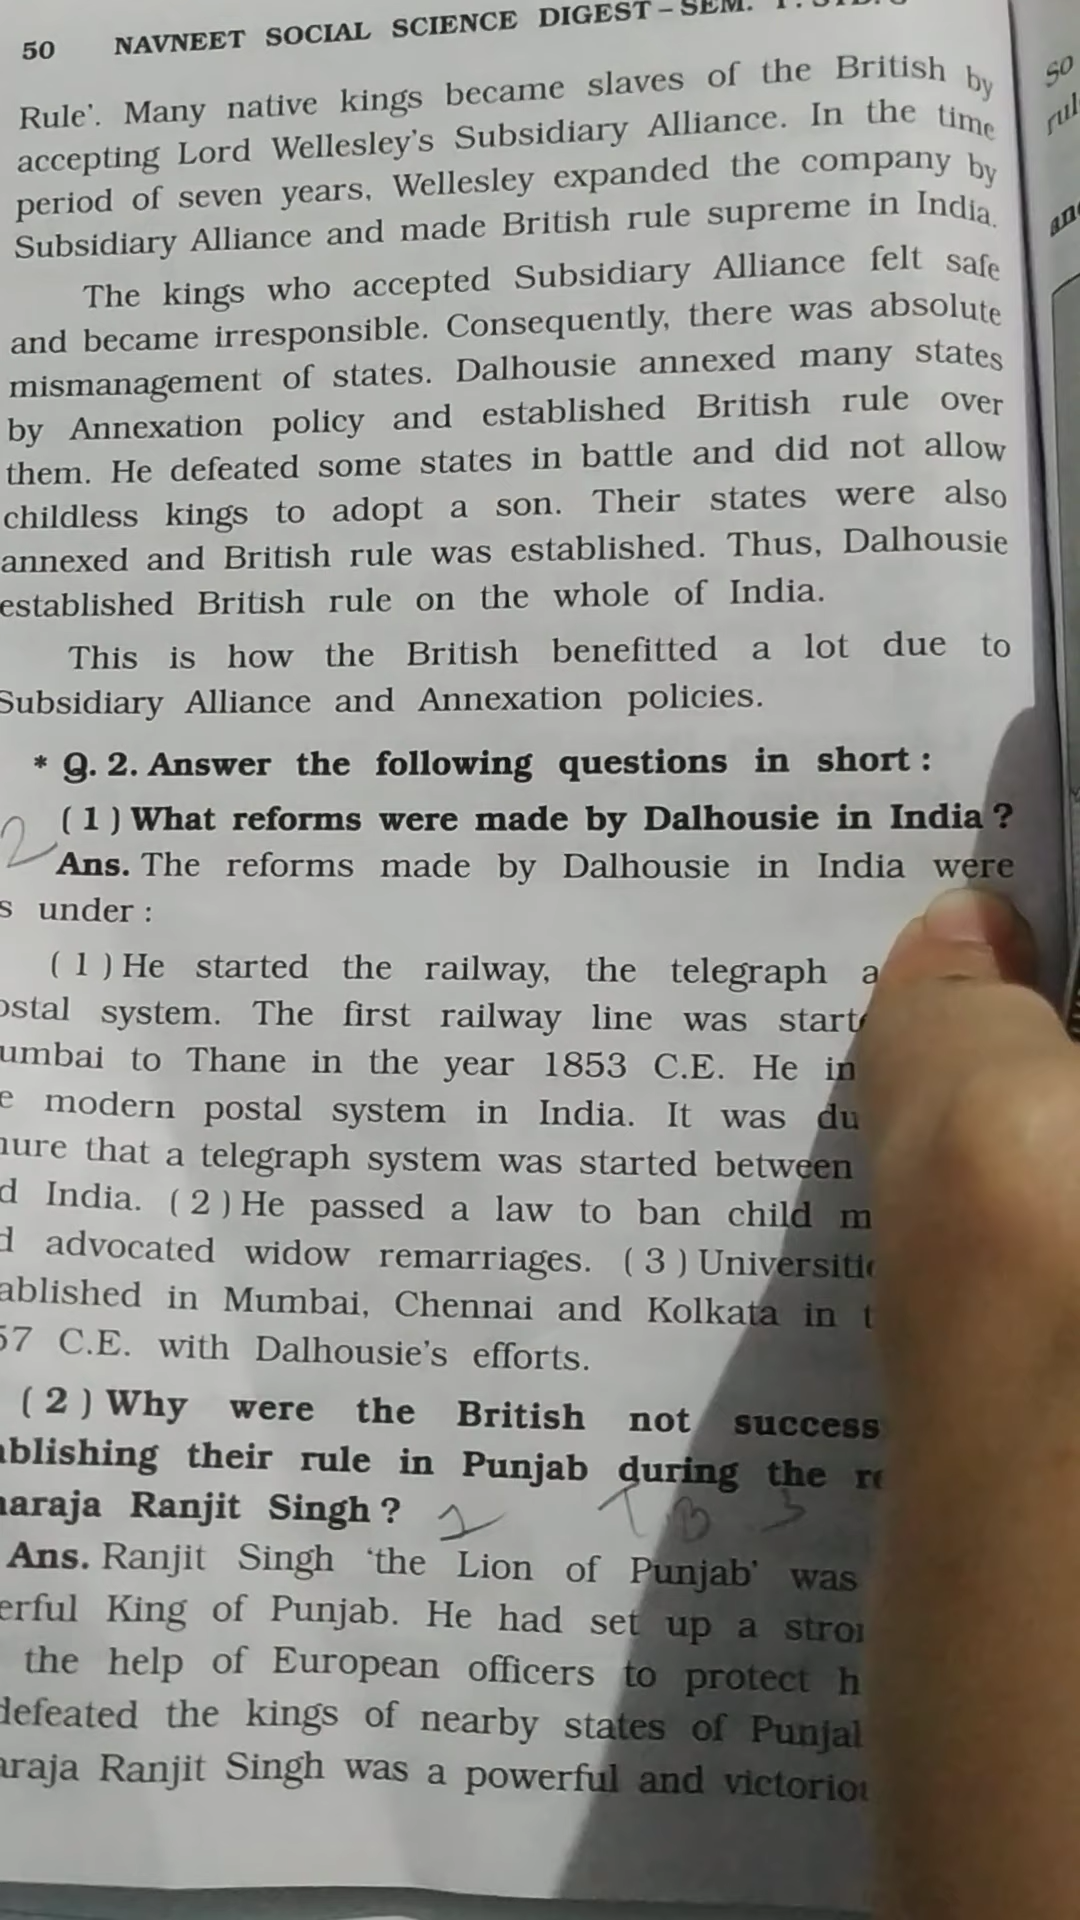 50 NAVNEET SOCIAL SCIENCE DIGEST – SEM.
Rule'. Many native kings became slaves of the British by
accepting Lord Wellesley's Subsidiary Alliance. In the time
period of seven years, Wellesley expanded the company by
Subsidiary Alliance and made British rule supreme in India.
The kings who accepted Subsidiary Alliance felt safe
and became irresponsible. Consequently, there was absolute
mismanagement of states. Dalhousie annexed many states
by Annexation policy and established British rule over
them. He defeated some states in battle and did not allow
childless kings to adopt a son. Their states were also
annexed and British rule was established. Thus, Dalhousie
established British rule on the whole of India.
This is how the British benefitted a lot due to
Subsidiary Alliance and Annexation policies.
* Q. 2. Answer the following questions in short :
2 ( 1 ) What reforms were made by Dalhousie in India ?
Ans. The reforms made by Dalhousie in India were
s under :
( 1 ) He started the railway, the telegraph a
ostal system. The first railway line was start
umbai to Thane in the year 1853 C.E. He in
e modern postal system in India. It was du
nure that a telegraph system was started between
d India. ( 2 ) He passed a law to ban child m
d advocated widow remarriages. ( 3 ) Universiti
ablished in Mumbai, Chennai and Kolkata in t
57 C.E. with Dalhousie's efforts.
( 2 ) Why were the British not success
ablishing their rule in Punjab during the re
haraja Ranjit Singh ?
Ans. Ranjit Singh 'the Lion of Punjab' was
erful King of Punjab. He had set up a stro
the help of European officers to protect h
defeated the kings of nearby states of Punja
araja Ranjit Singh was a powerful and victorio